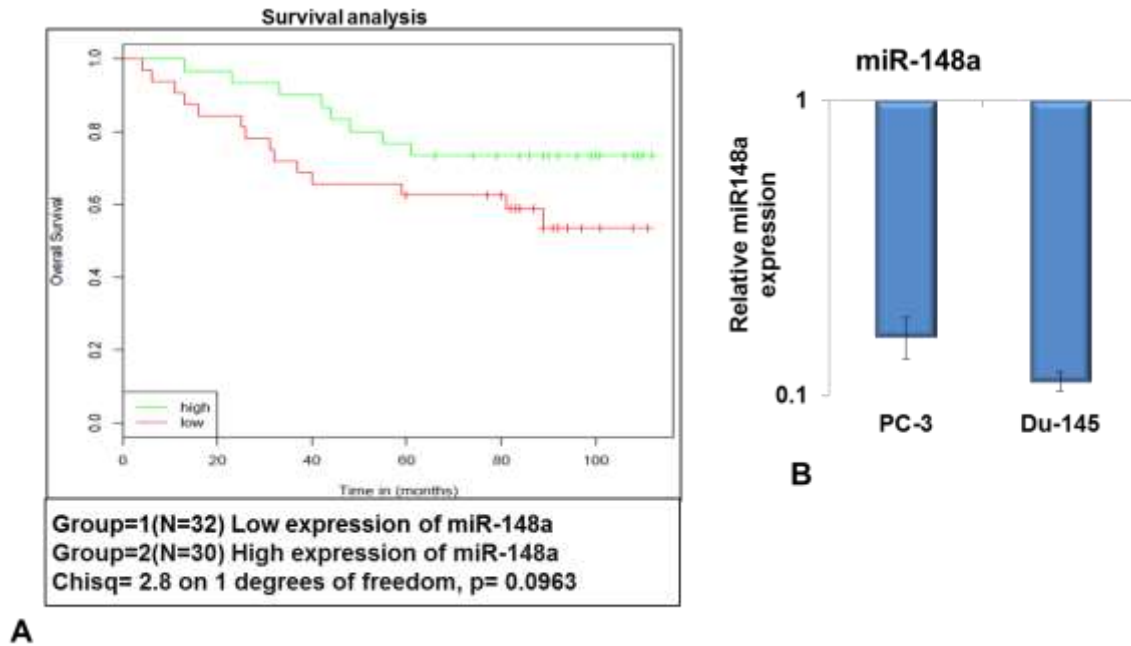 Survival analysis
Overall Survival
1.0
0.8
0.6
0.4
0.2
0.0
high
low
0 20 40 60 80 100
Time in (months)
Group=1(N=32) Low expression of miR-148a
Group=2(N=30) High expression of miR-148a
Chisq= 2.8 on 1 degrees of freedom, p= 0.0963
A
miR-148a
Relative miR148a
expression
1
0.1
PC-3 Du-145
B